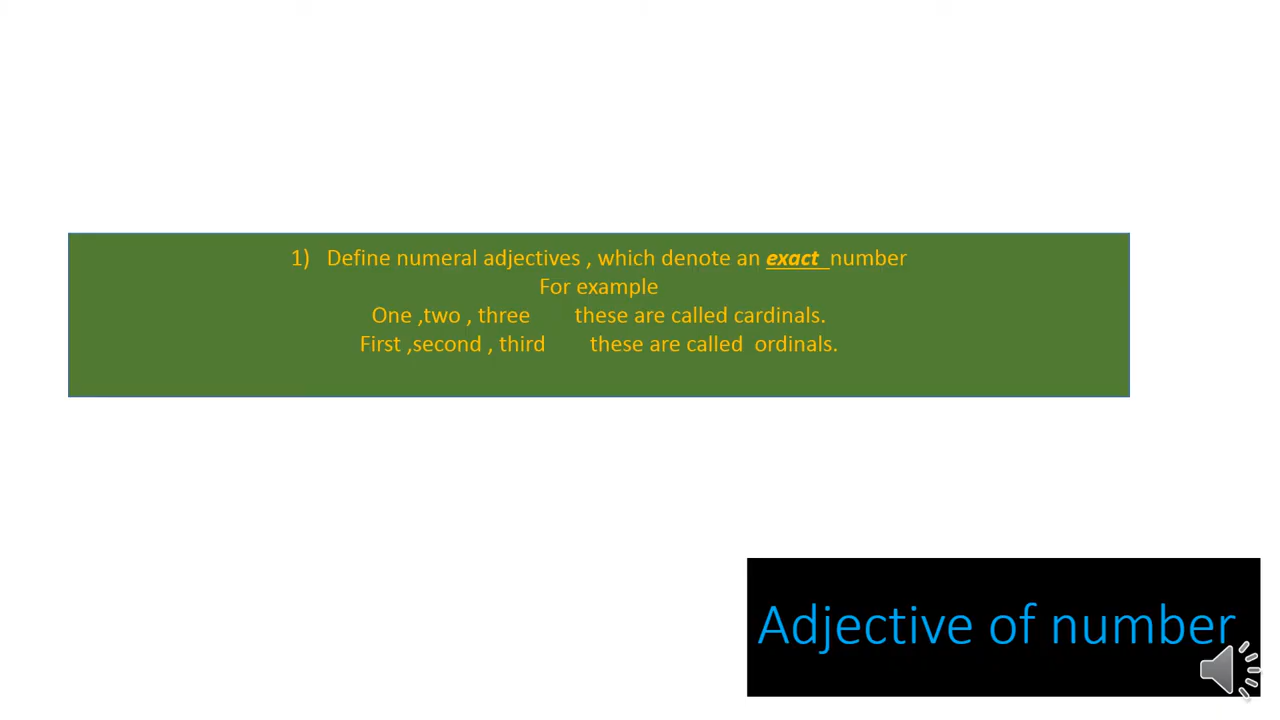 1) Define numeral adjectives , which denote an exact number
For example
One ,two , three these are called cardinals.
First ,second , third these are called ordinals.
Adjective of number